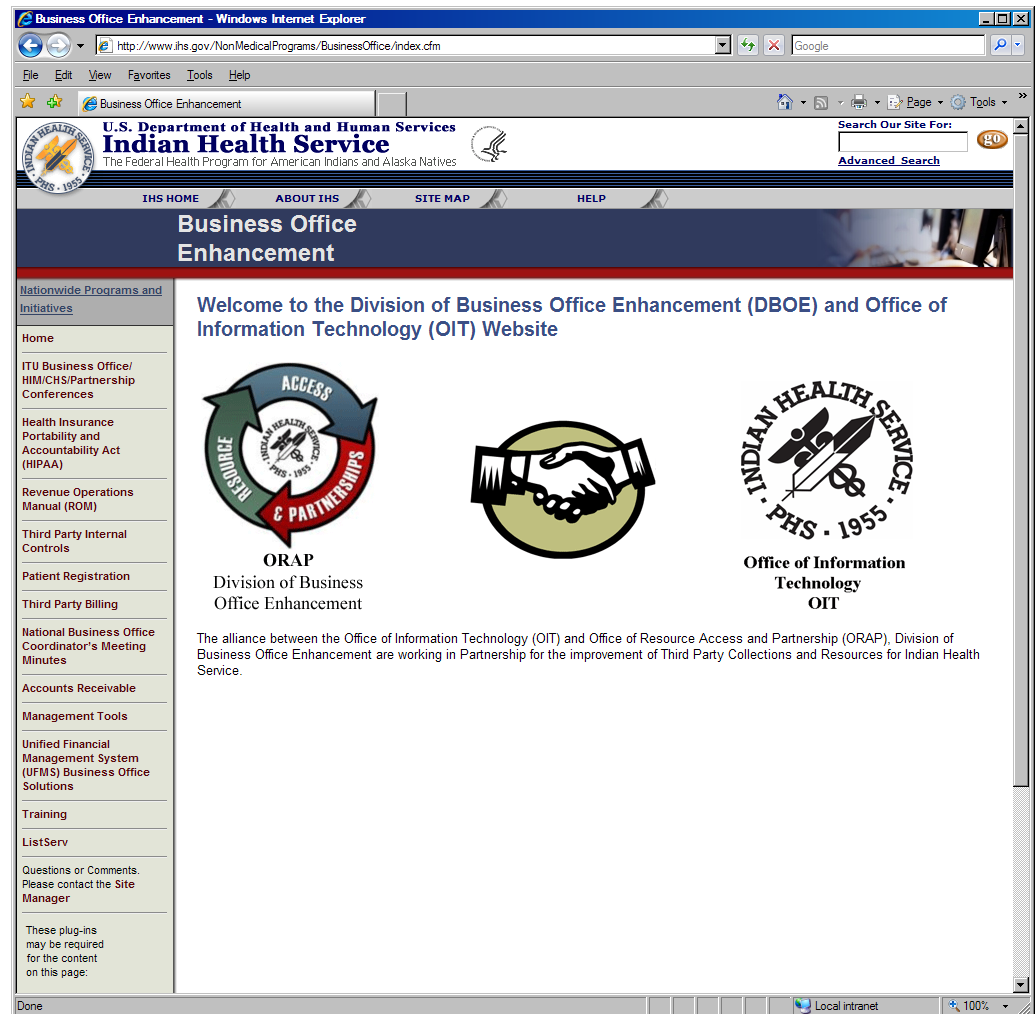 Business Office Enhancement - Windows Internet Explorer
http://www.ihs.gov/NonMedicalPrograms/BusinessOffice/index.cfm
Google
File Edit View Favorites Tools Help
Business Office Enhancement
Page Tools
INDIAN HEALTH SERVICE
PHS · 1955
U.S. Department of Health and Human Services
Indian Health Service
The Federal Health Program for American Indians and Alaska Natives
Search Our Site For:
go
Advanced Search
IHS HOME ABOUT IHS SITE MAP HELP
Business Office
Enhancement
Nationwide Programs and
Initiatives
Home
ITU Business Office/
HIM/CHS/Partnership
Conferences
Health Insurance
Portability and
Accountability Act
(HIPAA)
Revenue Operations
Manual (ROM)
Third Party Internal
Controls
Patient Registration
Third Party Billing
National Business Office
Coordinator's Meeting
Minutes
Accounts Receivable
Management Tools
Unified Financial
Management System
(UFMS) Business Office
Solutions
Training
ListServ
Questions or Comments.
Please contact the Site
Manager
These plug-ins
may be required
for the content
on this page:
Welcome to the Division of Business Office Enhancement (DBOE) and Office of
Information Technology (OIT) Website
ACCESS
RESOURCE
& PARTNERSHIPS
INDIAN HEALTH SERVICE
PHS · 1955
ORAP
Division of Business
Office Enhancement
INDIAN HEALTH SERVICE
PHS · 1955
Office of Information
Technology
OIT
The alliance between the Office of Information Technology (OIT) and Office of Resource Access and Partnership (ORAP), Division of
Business Office Enhancement are working in Partnership for the improvement of Third Party Collections and Resources for Indian Health
Service.
Done
Local intranet
100%